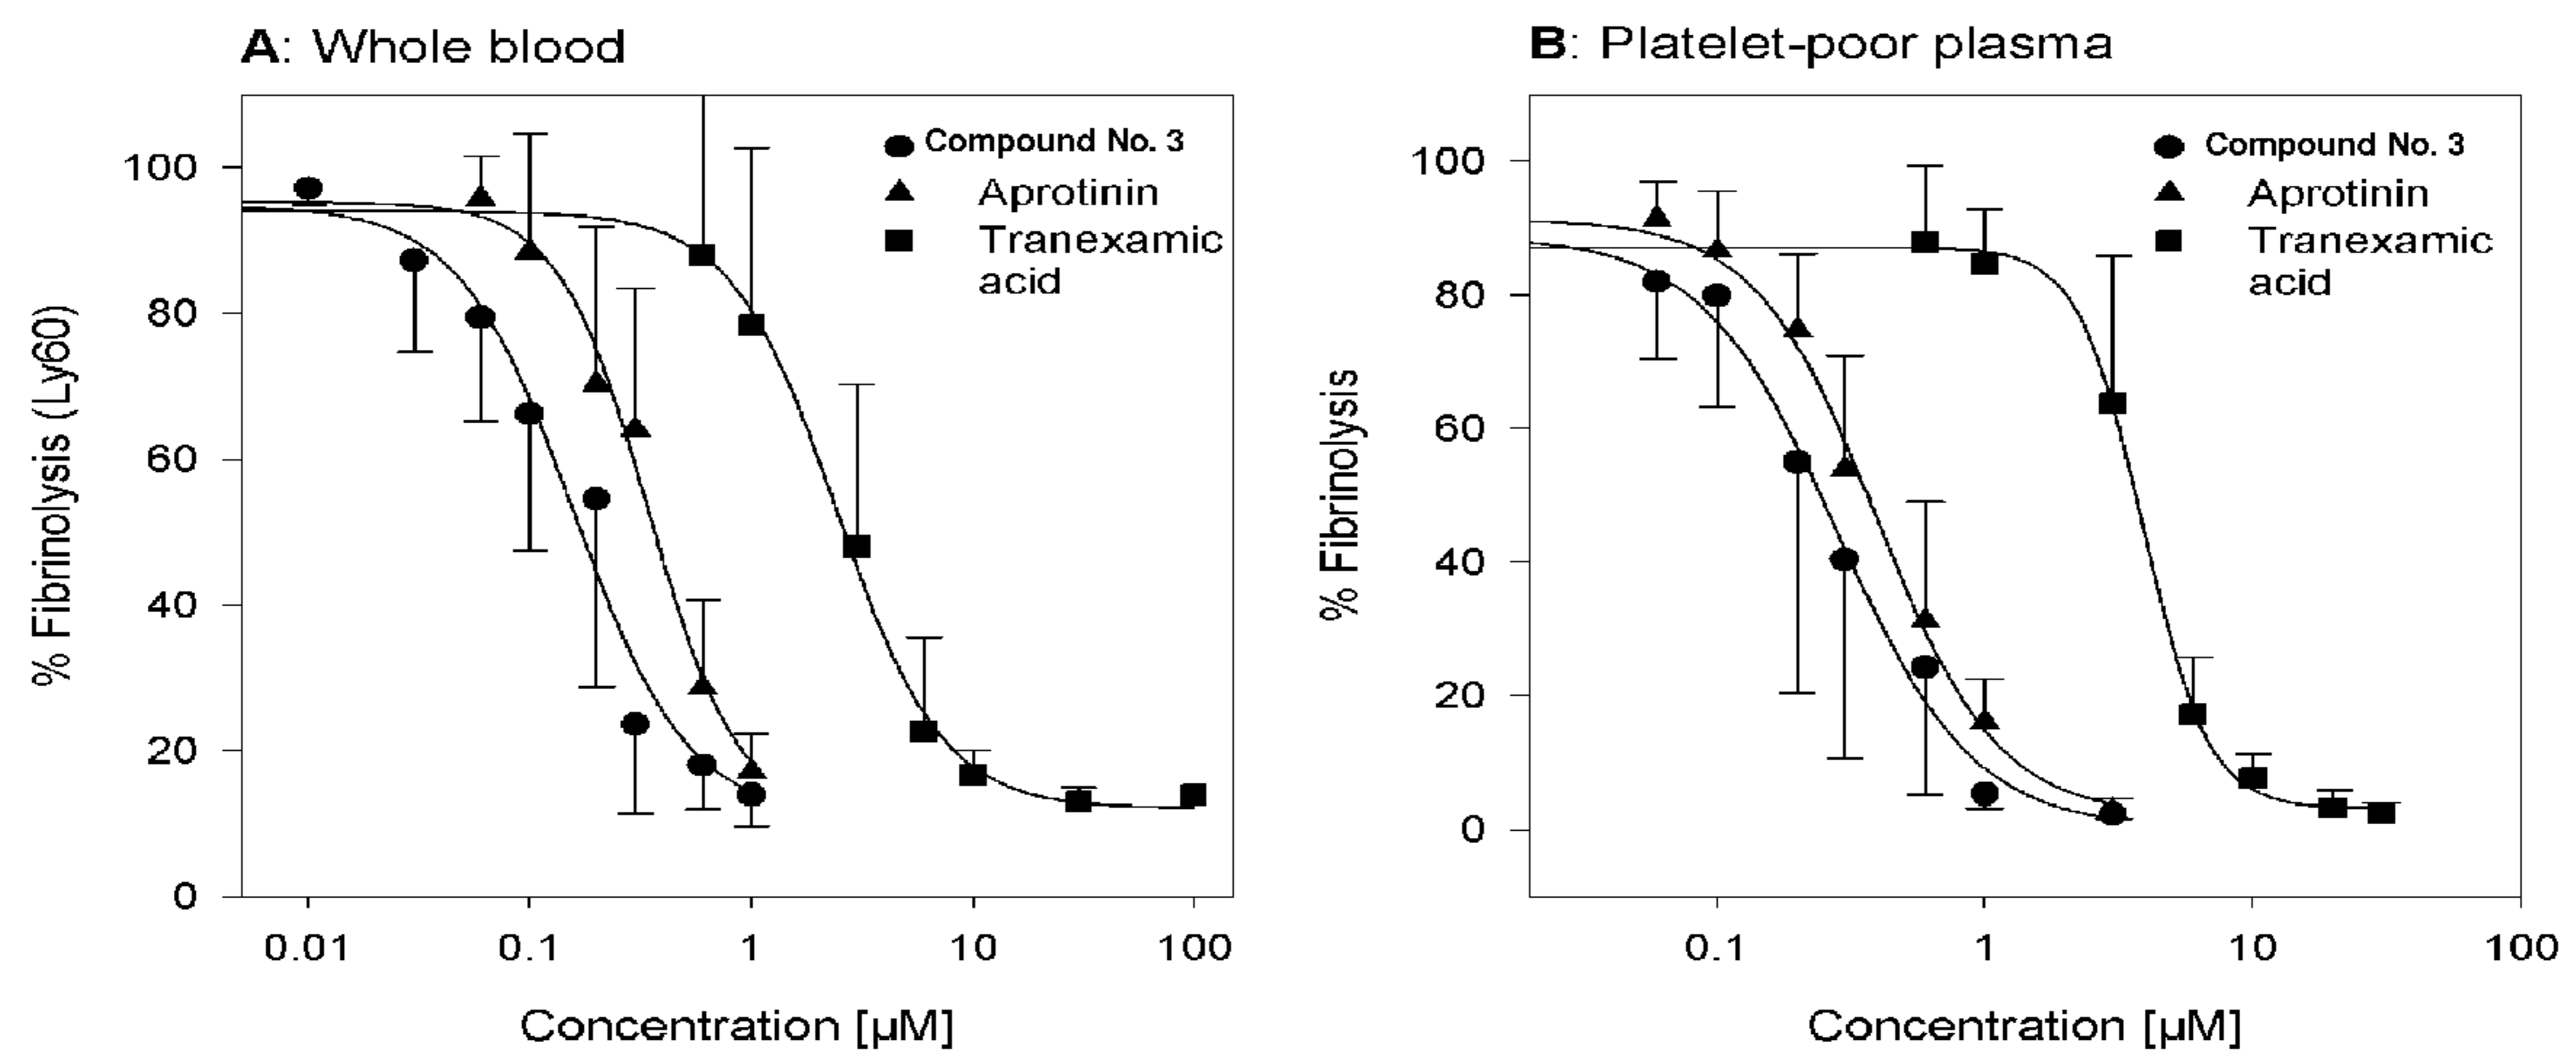 A: Whole blood
% Fibrinolysis (Ly60)
100
80
60
40
20
0
Compound No. 3
Aprotinin
Tranexamic
acid
0.01 0.1 1 10 100
Concentration [µM]
B: Platelet-poor plasma
% Fibrinolysis
100
80
60
40
20
0
Compound No. 3
Aprotinin
Tranexamic
acid
0.1 1 10 100
Concentration [µM]